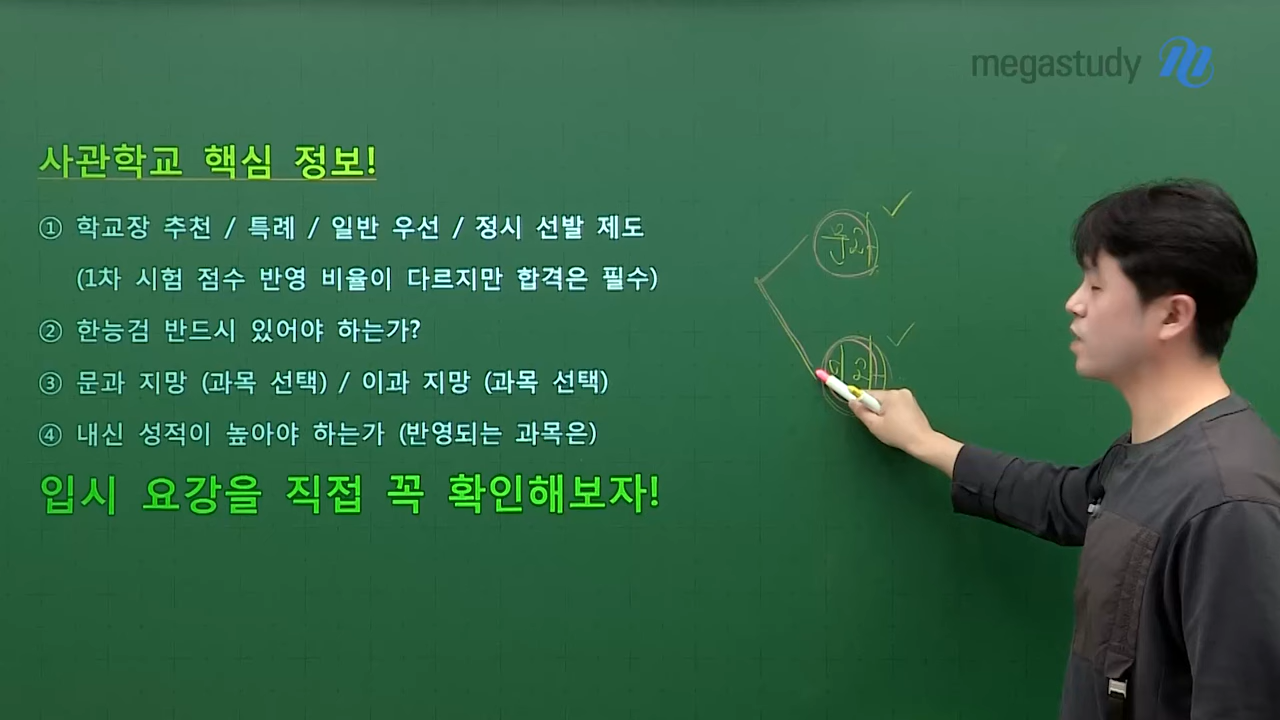 megastudy
사관학교 핵심 정보!
① 학교장 추천 / 특례 / 일반 우선 / 정시 선발 제도
(1차 시험 점수 반영 비율이 다르지만 합격은 필수)
② 한능검 반드시 있어야 하는가?
③ 문과 지망 (과목 선택) / 이과 지망 (과목 선택)
④ 내신 성적이 높아야 하는가 (반영되는 과목은)
입시 요강을 직접 꼭 확인해보자!